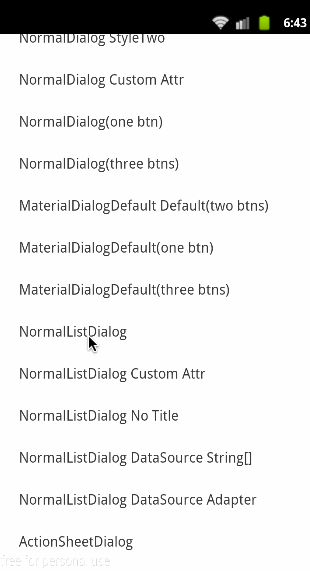 6:43
NormalDialog StyleTwo
NormalDialog Custom Attr
NormalDialog(one btn)
NormalDialog(three btns)
MaterialDialogDefault Default(two btns)
MaterialDialogDefault(one btn)
MaterialDialogDefault(three btns)
NormalListDialog
NormalListDialog Custom Attr
NormalListDialog No Title
NormalListDialog DataSource String[]
NormalListDialog DataSource Adapter
ActionSheetDialog
free for personal use